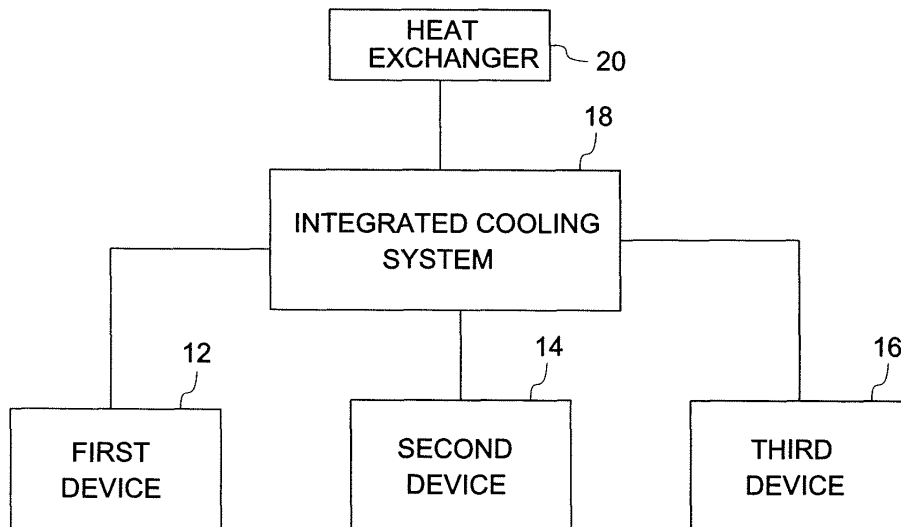 HEAT
EXCHANGER
20
18
INTEGRATED COOLING
SYSTEM
12
14
16
FIRST
DEVICE
SECOND
DEVICE
THIRD
DEVICE